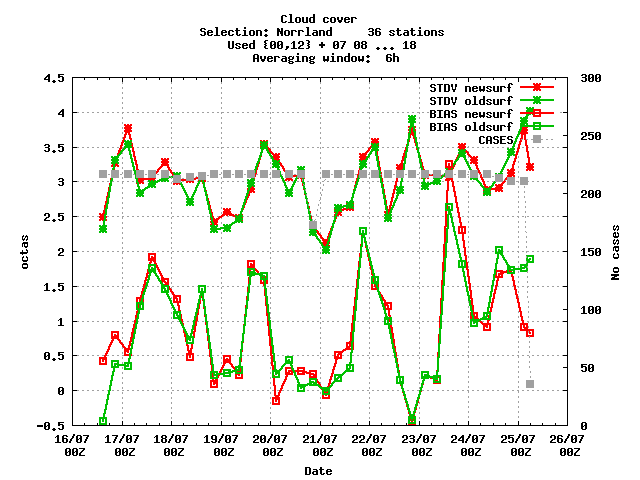 Cloud cover
Selection: Norrland 36 stations
Used {00,12} + 07 08 ... 18
Averaging window: 6h
STDV newsurf
STDV oldsurf
BIAS newsurf
BIAS oldsurf
CASES
4.5
4
3.5
3
2.5
2
1.5
1
0.5
0
-0.5
octas
300
250
200
150
100
50
0
No cases
16/07 17/07 18/07 19/07 20/07 21/07 22/07 23/07 24/07 25/07 26/07
00Z 00Z 00Z 00Z 00Z 00Z 00Z 00Z 00Z 00Z 00Z
Date